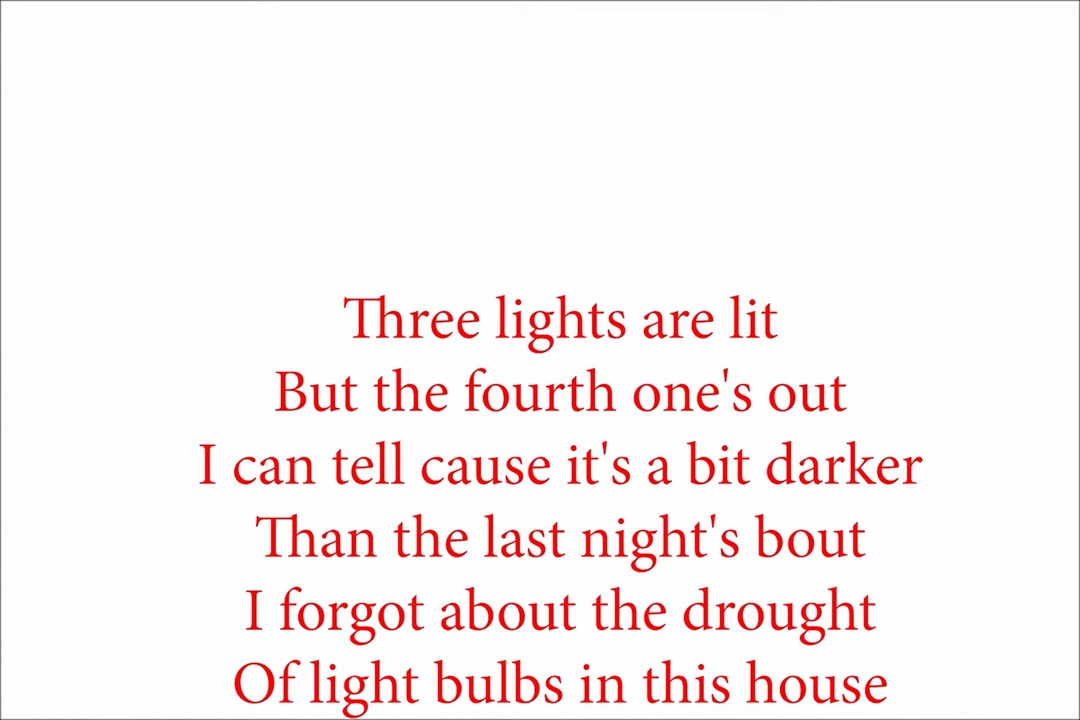 Three lights are lit
But the fourth one's out
I can tell cause it's a bit darker
Than the last night's bout
I forgot about the drought
Of light bulbs in this house